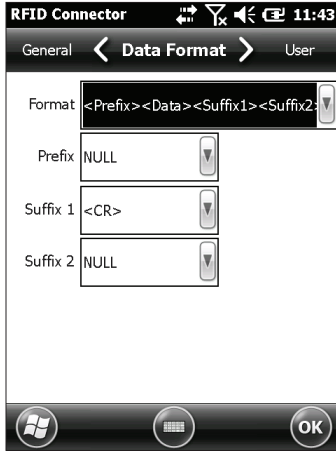 RFID Connector 11:43
General Data Format User
Format <Prefix><Data><Suffix1><Suffix2>
Prefix NULL
Suffix 1 <CR>
Suffix 2 NULL
OK